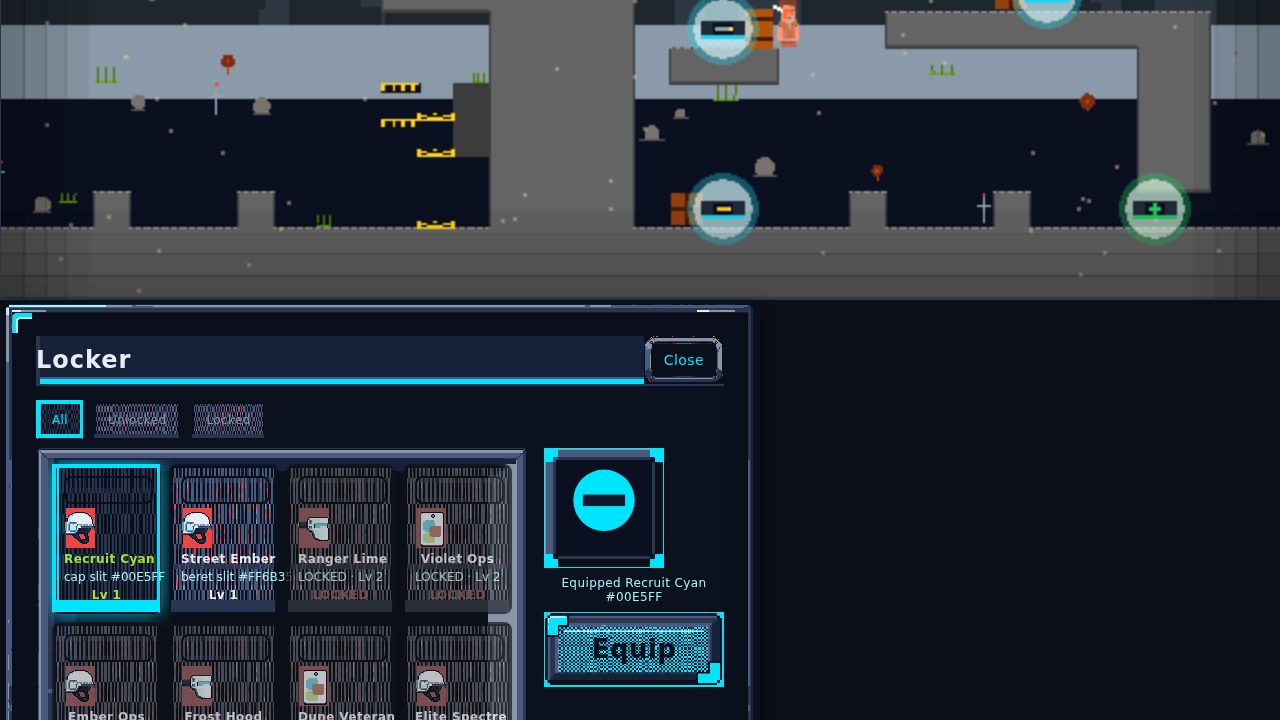 Locker
Close
All
Unlocked
Locked
Recruit Cyan
cap slit #00E5FF
Lv 1
Street Ember
beret slit #FF6B35
Lv 1
Ranger Lime
LOCKED · Lv 2
LOCKED
Violet Ops
LOCKED · Lv 2
LOCKED
Equipped Recruit Cyan
#00E5FF
Equip
Ember Ops
Frost Hood
Dune Veteran
Elite Spectre